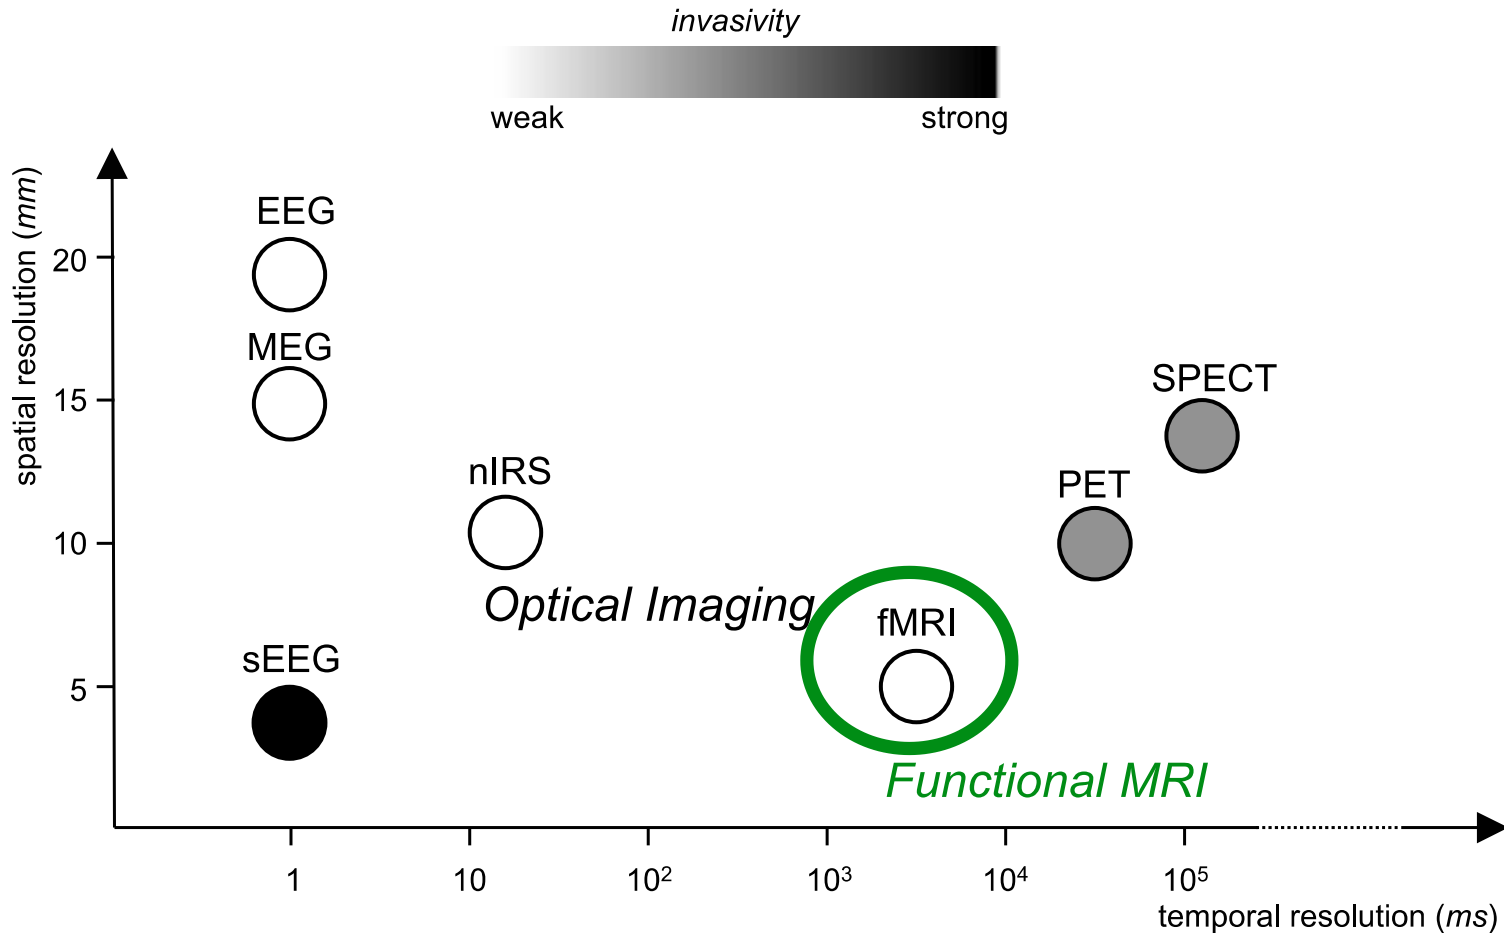 invasivity
weak strong
spatial resolution (mm)
EEG
20
MEG
15
SPECT
nIRS
PET
10
Optical Imaging
fMRI
sEEG
5
Functional MRI
1 10 10² 10³ 10⁴ 10⁵
temporal resolution (ms)